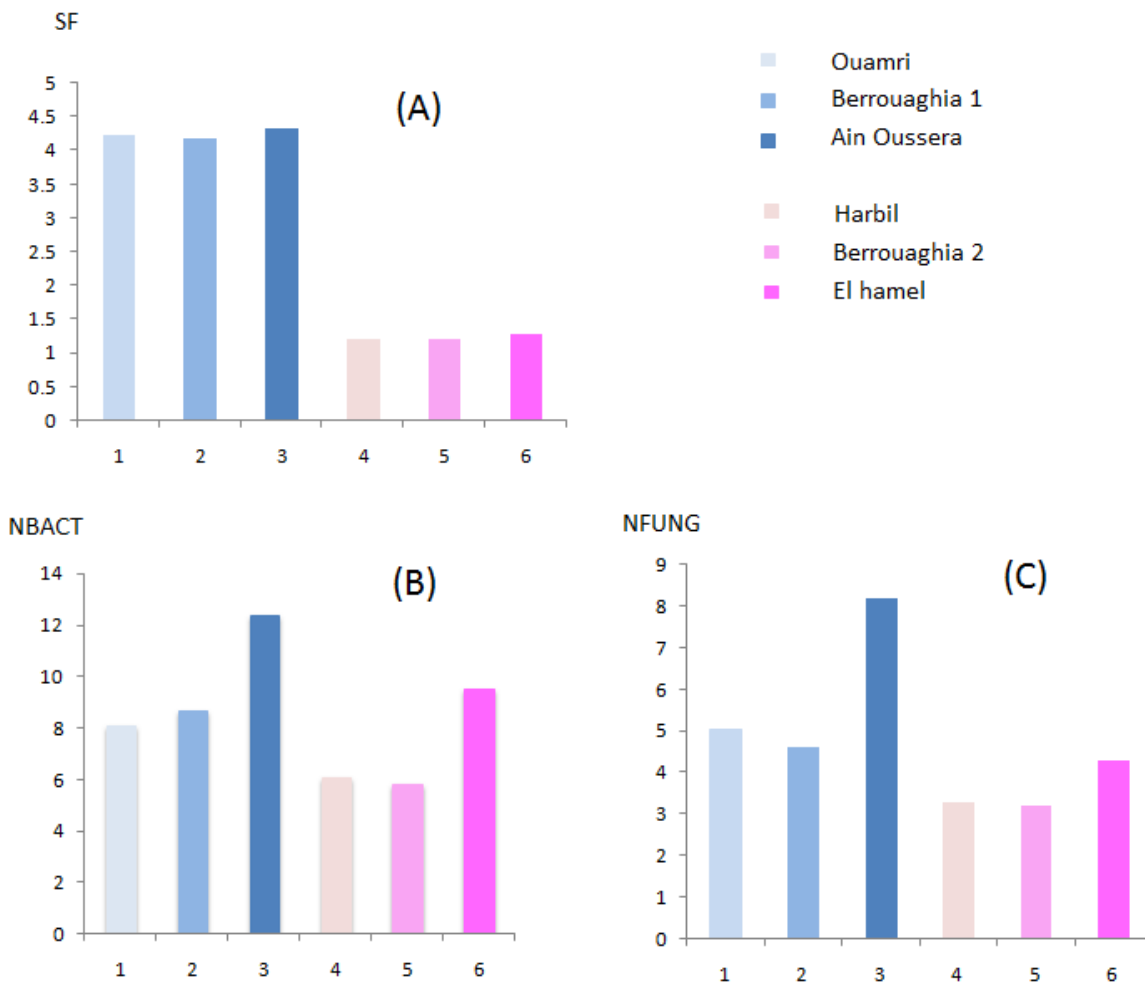 SF
(A)
5
4.5
4
3.5
3
2.5
2
1.5
1
0.5
0
1 2 3 4 5 6
Ouamri
Berrouaghia 1
Ain Oussera
Harbil
Berrouaghia 2
El hamel
NBACT
(B)
14
12
10
8
6
4
2
0
1 2 3 4 5 6
NFUNG
(C)
9
8
7
6
5
4
3
2
1
0
1 2 3 4 5 6